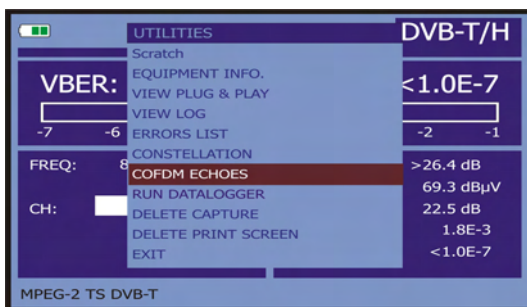 UTILITIES
DVB-T/H
Scratch
EQUIPMENT INFO.
VBER:
<1.0E-7
VIEW PLUG & PLAY
VIEW LOG
-7 -6 ERRORS LIST -2 -1
CONSTELLATION
FREQ: 8 >26.4 dB
COFDM ECHOES
69.3 dBµV
RUN DATALOGGER
CH: DELETE CAPTURE 22.5 dB
DELETE PRINT SCREEN 1.8E-3
EXIT <1.0E-7
MPEG-2 TS DVB-T